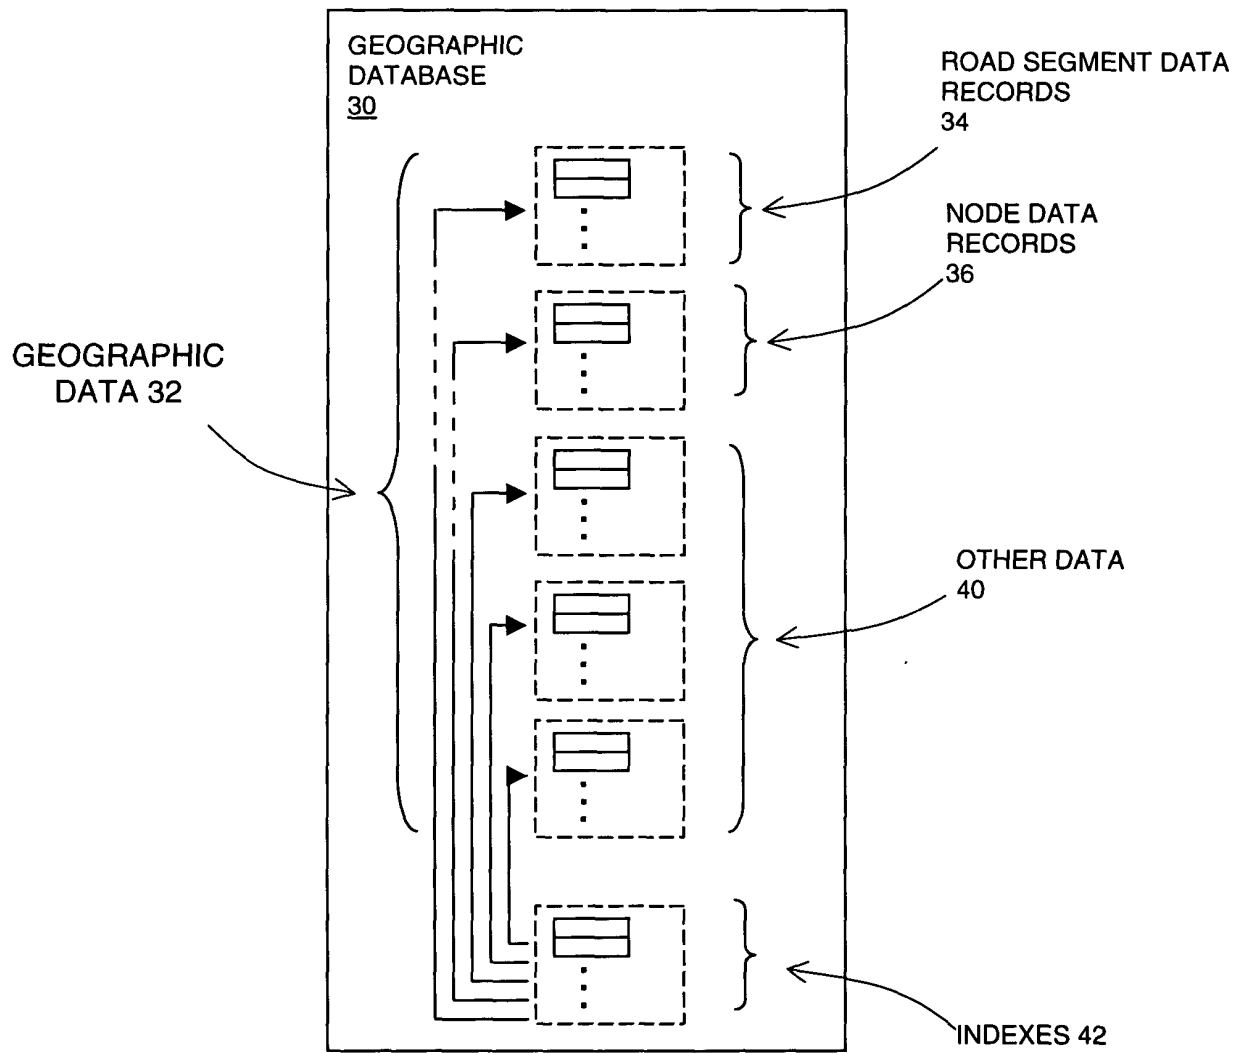 GEOGRAPHIC
DATABASE
30
ROAD SEGMENT DATA
RECORDS
34
NODE DATA
RECORDS
36
GEOGRAPHIC
DATA 32
OTHER DATA
40
INDEXES 42